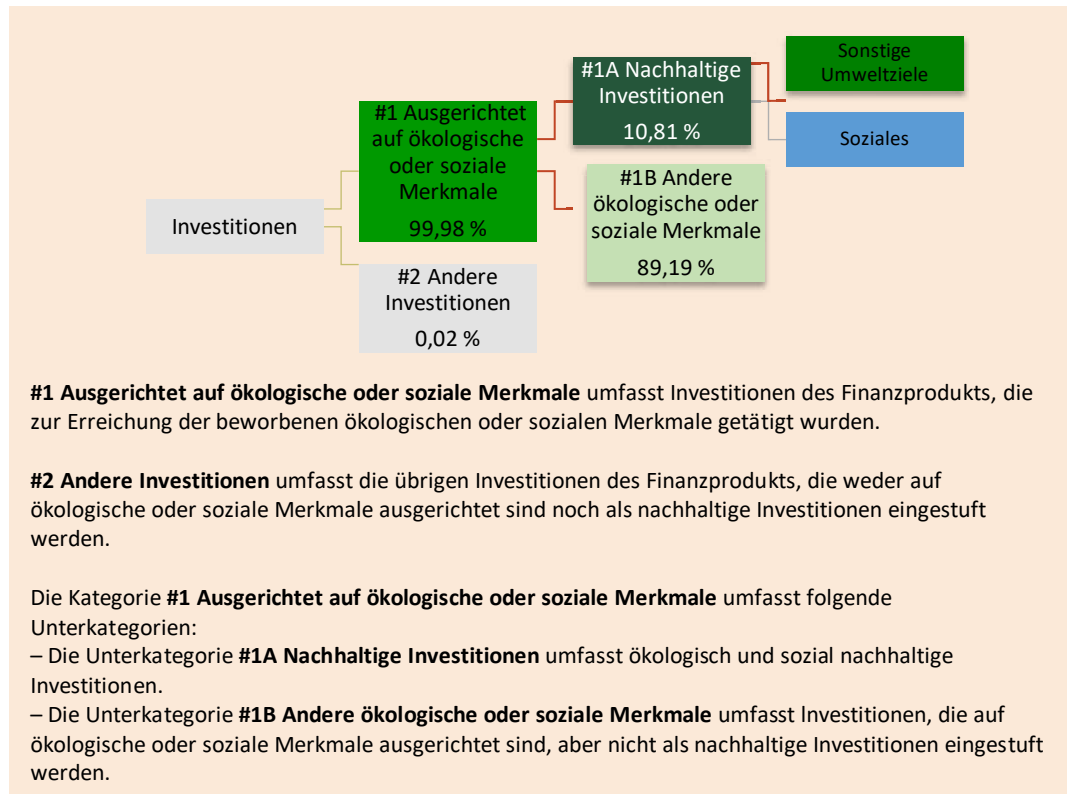 Investitionen
#1 Ausgerichtet
auf ökologische
oder soziale
Merkmale
99,98 %
#2 Andere
Investitionen
0,02 %
#1A Nachhaltige
Investitionen
10,81 %
#1B Andere
ökologische oder
soziale Merkmale
89,19 %
Sonstige
Umweltziele
Soziales
#1 Ausgerichtet auf ökologische oder soziale Merkmale umfasst Investitionen des Finanzprodukts, die
zur Erreichung der beworbenen ökologischen oder sozialen Merkmale getätigt wurden.
#2 Andere Investitionen umfasst die übrigen Investitionen des Finanzprodukts, die weder auf
ökologische oder soziale Merkmale ausgerichtet sind noch als nachhaltige Investitionen eingestuft
werden.
Die Kategorie #1 Ausgerichtet auf ökologische oder soziale Merkmale umfasst folgende
Unterkategorien:
– Die Unterkategorie #1A Nachhaltige Investitionen umfasst ökologisch und sozial nachhaltige
Investitionen.
– Die Unterkategorie #1B Andere ökologische oder soziale Merkmale umfasst Investitionen, die auf
ökologische oder soziale Merkmale ausgerichtet sind, aber nicht als nachhaltige Investitionen eingestuft
werden.